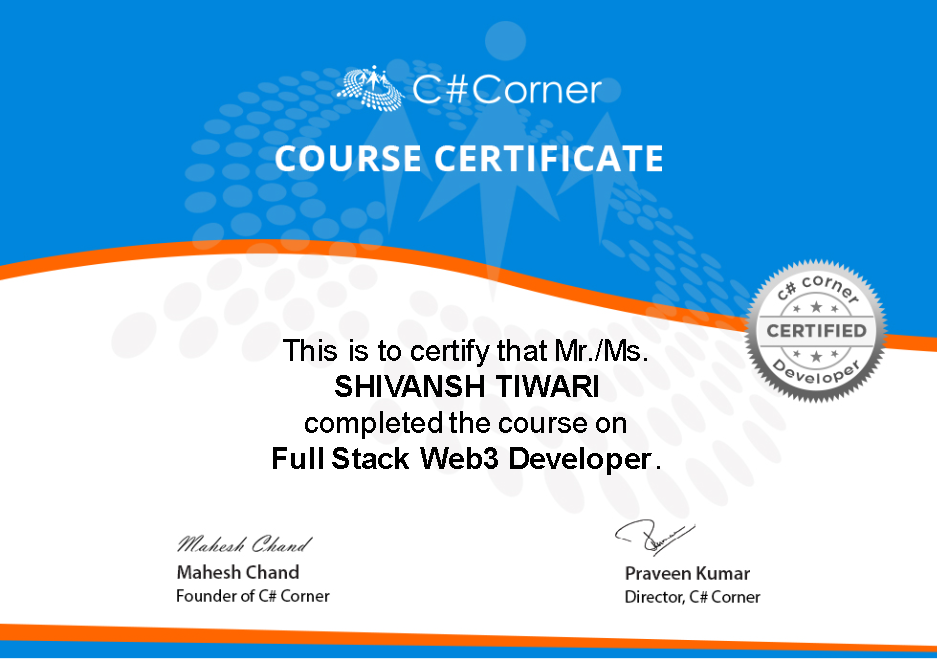 C#Corner
COURSE CERTIFICATE
c# corner
CERTIFIED
Developer
This is to certify that Mr./Ms.
SHIVANSH TIWARI
completed the course on
Full Stack Web3 Developer.
Mahesh Chand
Mahesh Chand
Founder of C# Corner
Praveen Kumar
Director, C# Corner